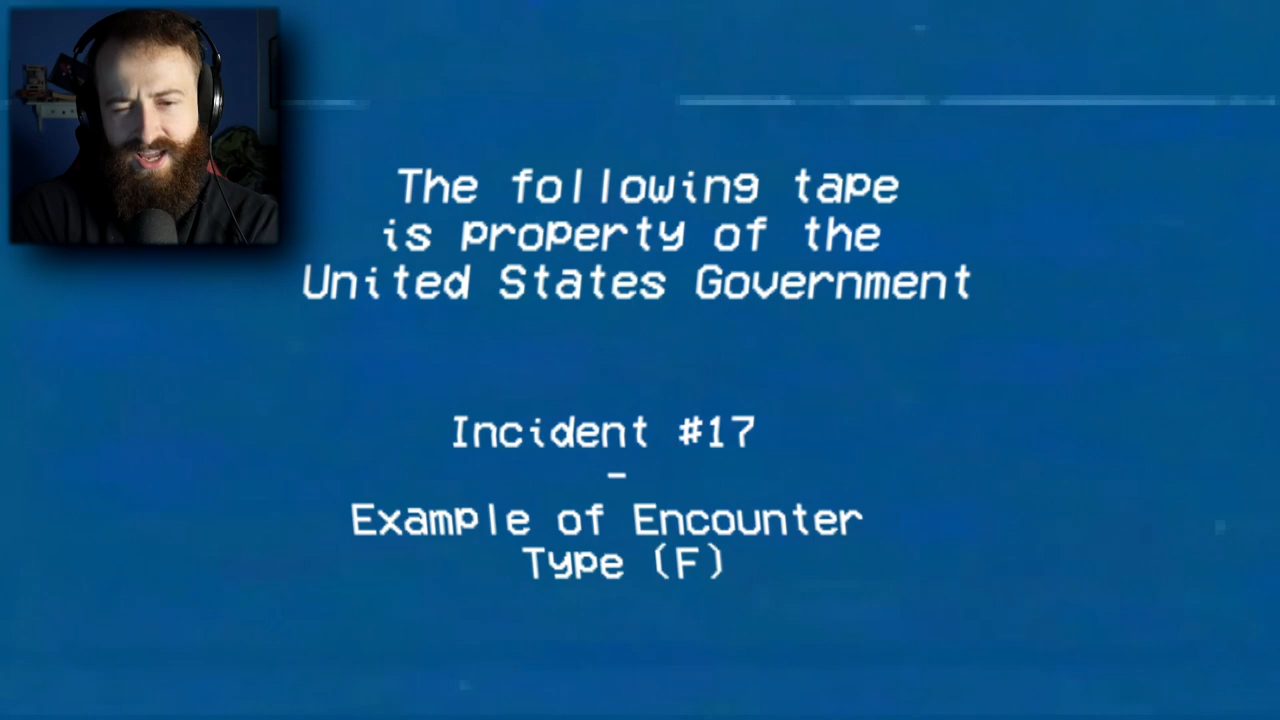 The following tape
is property of the
United States Government
Incident #17
-
Example of Encounter
Type (F)